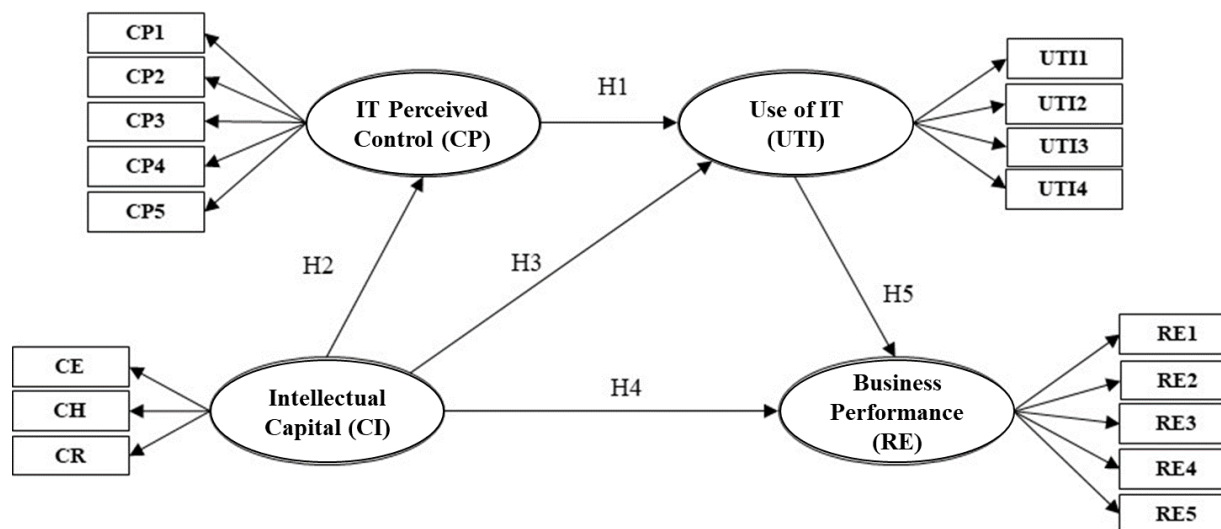 CP1
CP2
CP3
CP4
CP5
IT Perceived
Control (CP)
H1
Use of IT
(UTI)
UTI1
UTI2
UTI3
UTI4
H2
H3
H5
CE
CH
CR
Intellectual
Capital (CI)
H4
Business
Performance
(RE)
RE1
RE2
RE3
RE4
RE5